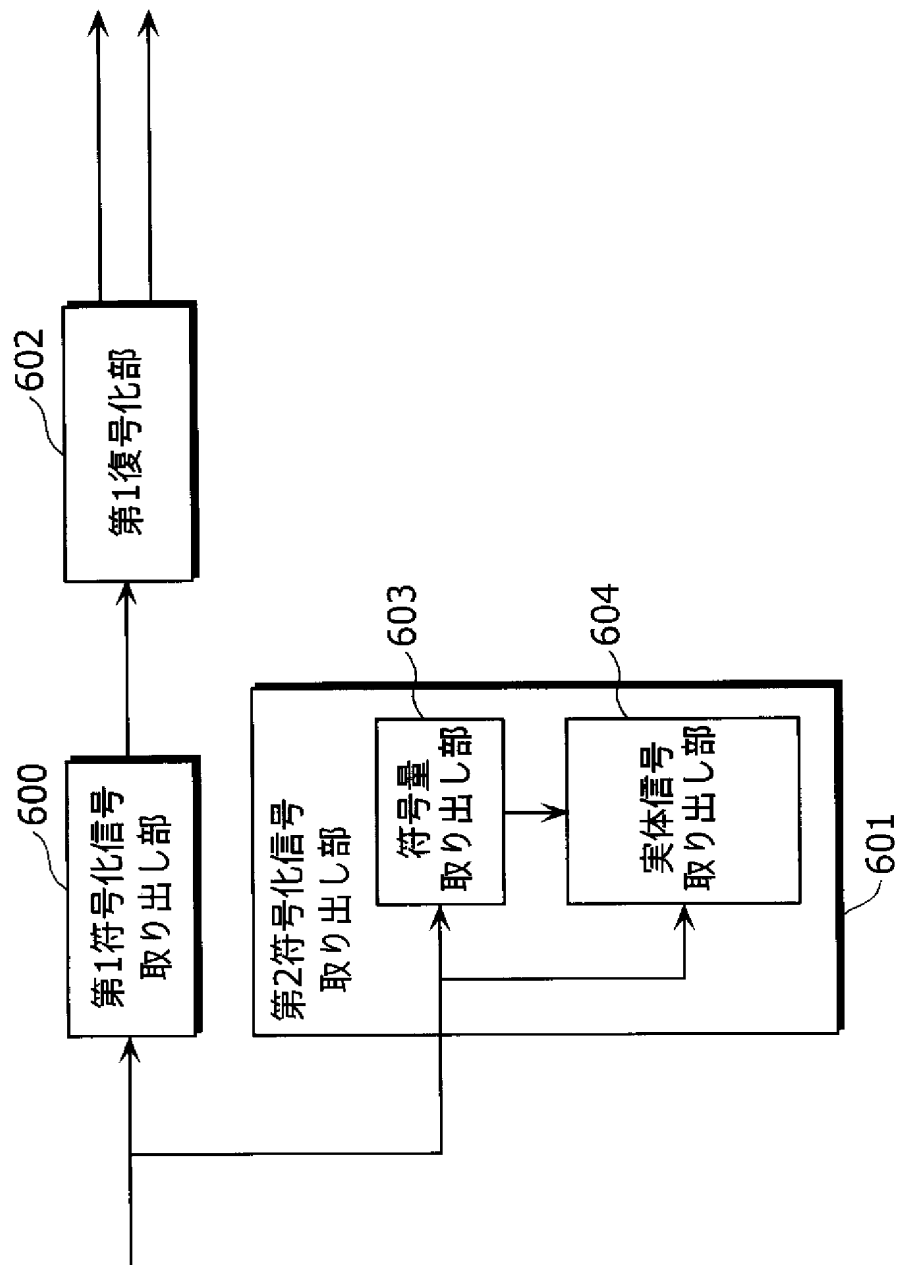 600
第1符号化信号
取り出し部
602
第1復号化部
第2符号化信号
取り出し部
603
符号量
取り出し部
604
実体信号
取り出し部
601